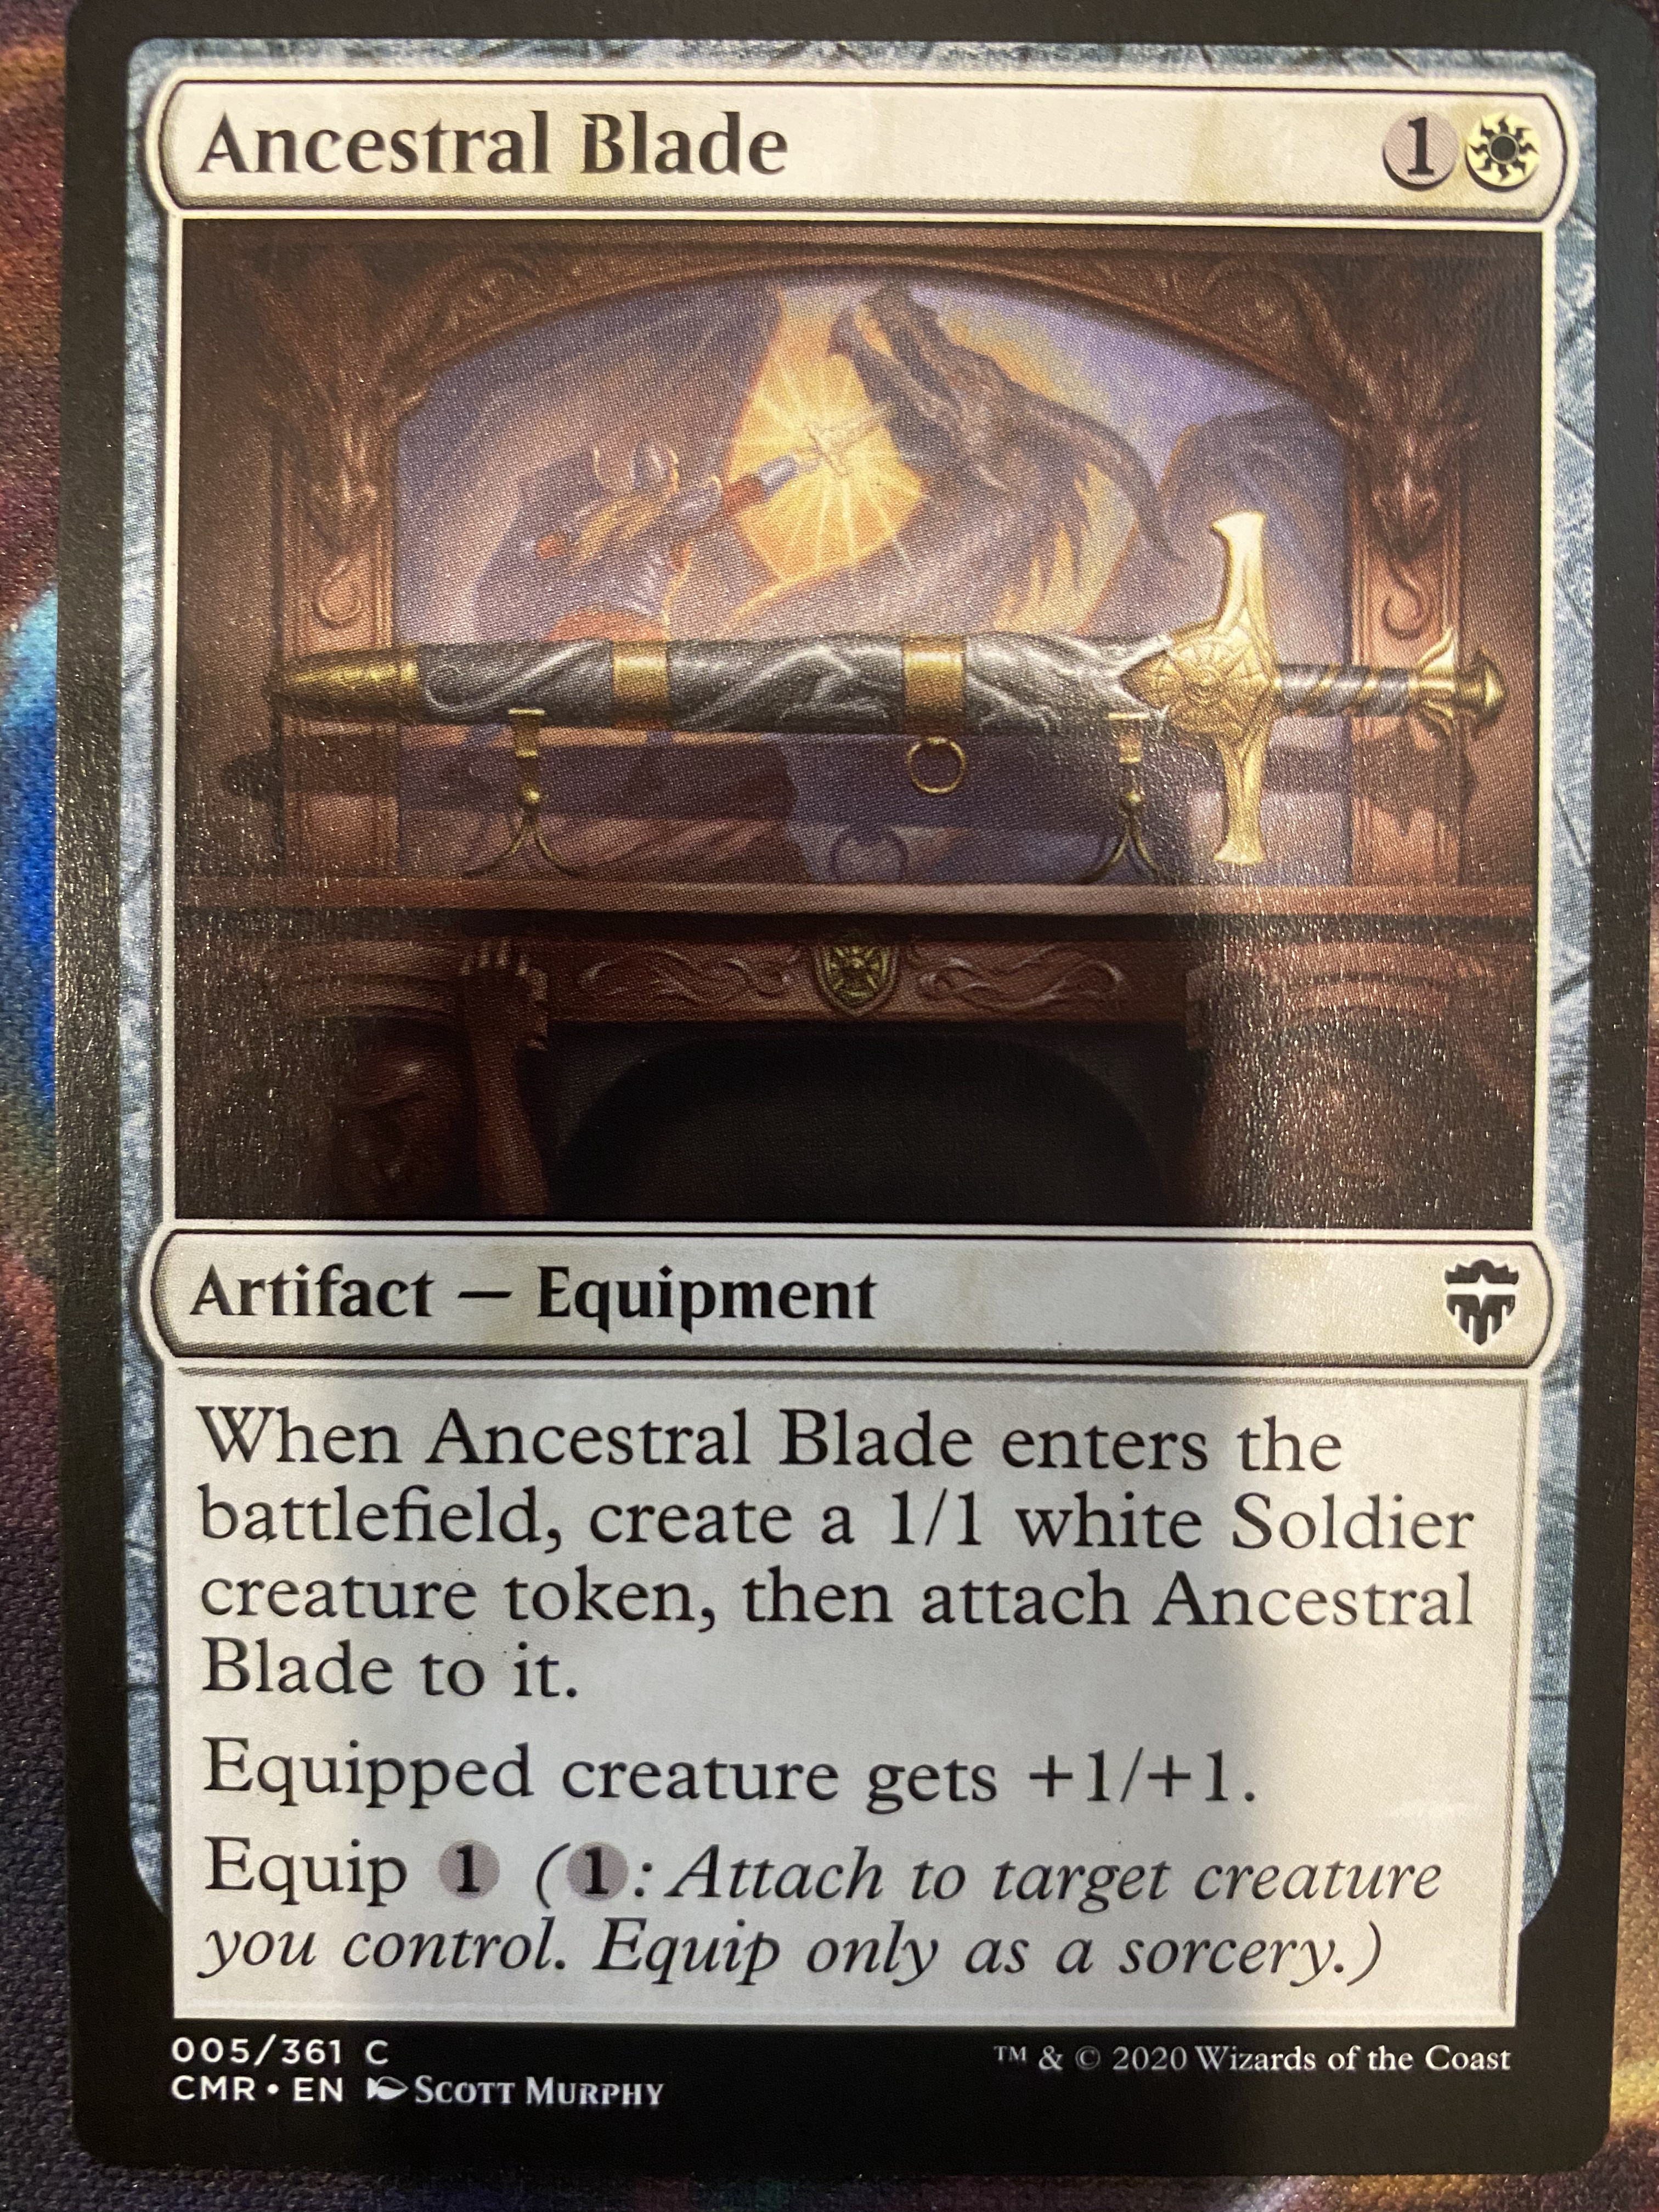 Ancestral Blade 1
Artifact — Equipment
When Ancestral Blade enters the
battlefield, create a 1/1 white Soldier
creature token, then attach Ancestral
Blade to it.
Equipped creature gets +1/+1.
Equip 1 (1: Attach to target creature
you control. Equip only as a sorcery.)
005/361 C
™ & © 2020 Wizards of the Coast
CMR • EN Scott Murphy